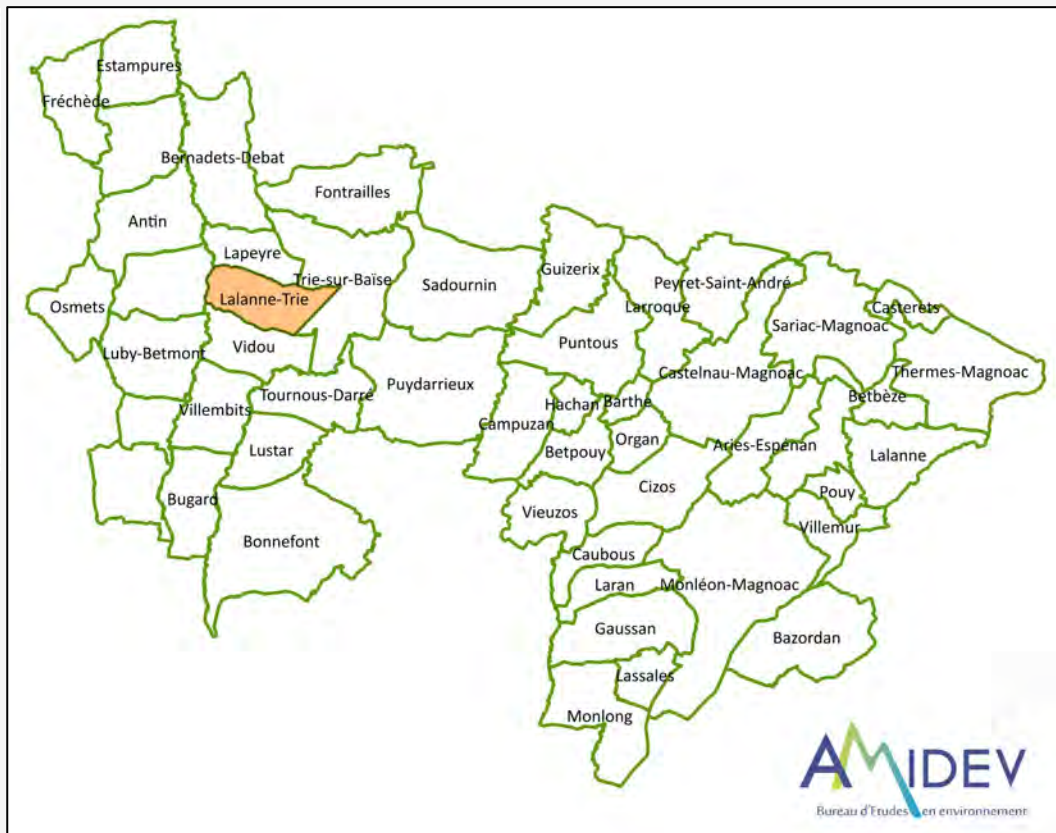 Estampures
Fréchède
Bernadets-Debat
Fontrailles
Antin
Lapeyre
Guizerix
Trie-sur-Baïse
Peyret-Saint-André
Sadournin
Lalanne-Trie
Osmets
Larroque
Casterets
Sariac-Magnoac
Vidou
Luby-Betmont
Puntous
Castelnau-Magnoac
Thermes-Magnoac
Puydarrieux
Tournous-Darré
Betbèze
Villembits
Hachan
Barthe
Campuzan
Organ
Aries-Espénan
Lustar
Betpouy
Lalanne
Cizos
Pouy
Bugard
Vieuzos
Villemur
Bonnefont
Caubous
Laran
Monléon-Magnoac
Gaussan
Bazordan
Lassales
Monlong
AMIDEV
Bureau d'Etudes en environnement